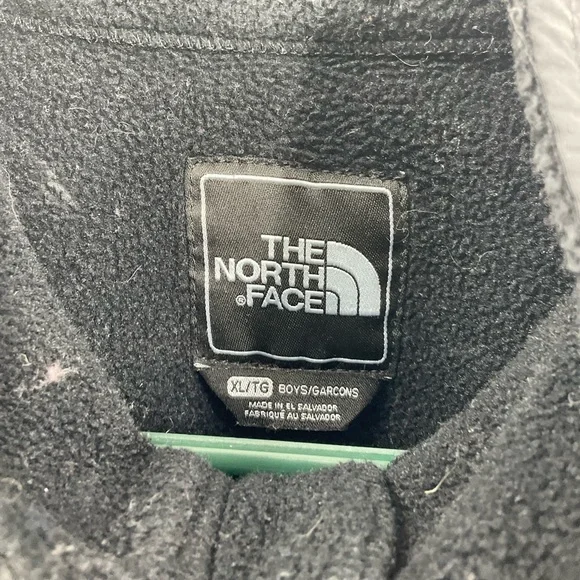 THE
NORTH
®FACE
XL/TG BOYS/GARCONS
MADE IN EL SALVADOR
FABRIQUE AU SALVADOR